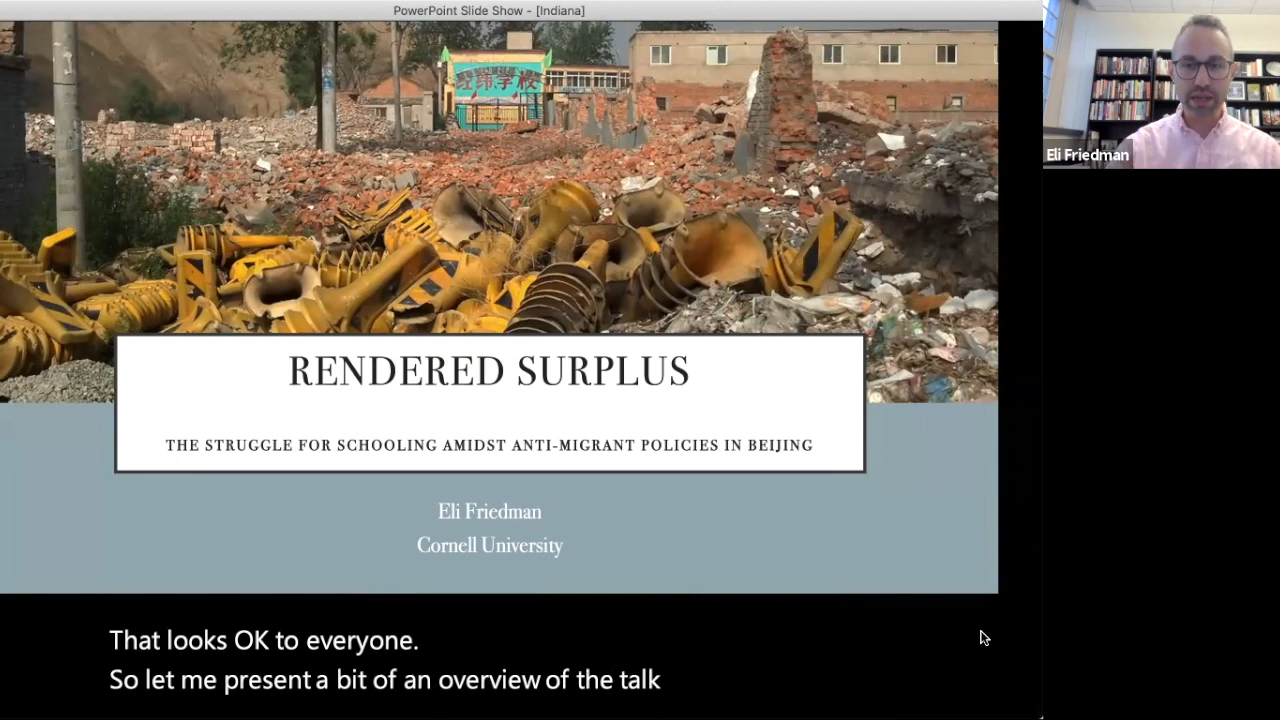 PowerPoint Slide Show - [Indiana]
学校
RENDERED SURPLUS
THE STRUGGLE FOR SCHOOLING AMIDST ANTI-MIGRANT POLICIES IN BEIJING
Eli Friedman
Cornell University
Eli Friedman
That looks OK to everyone.
So let me present a bit of an overview of the talk